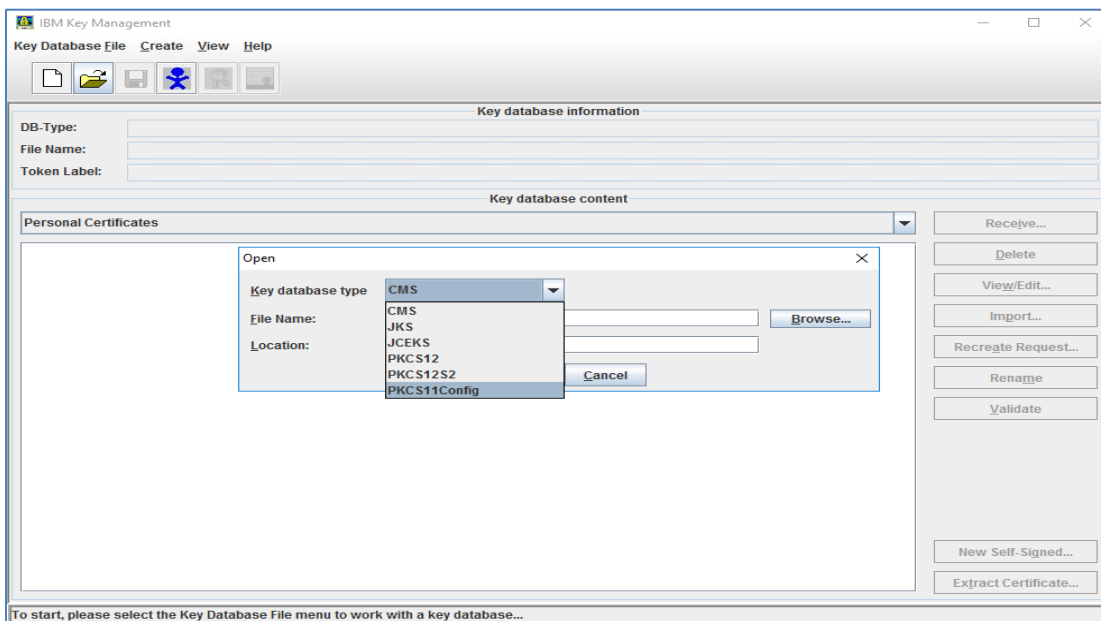 IBM Key Management
Key Database File Create View Help
Key database information
DB-Type:
File Name:
Token Label:
Key database content
Personal Certificates
Receive...
Delete
View/Edit...
Import...
Recreate Request...
Rename
Validate
New Self-Signed...
Extract Certificate...
Open
Key database type CMS
CMS
JKS
JCEKS
PKCS12
PKCS12S2
PKCS11Config
File Name:
Browse...
Location:
Cancel
To start, please select the Key Database File menu to work with a key database...